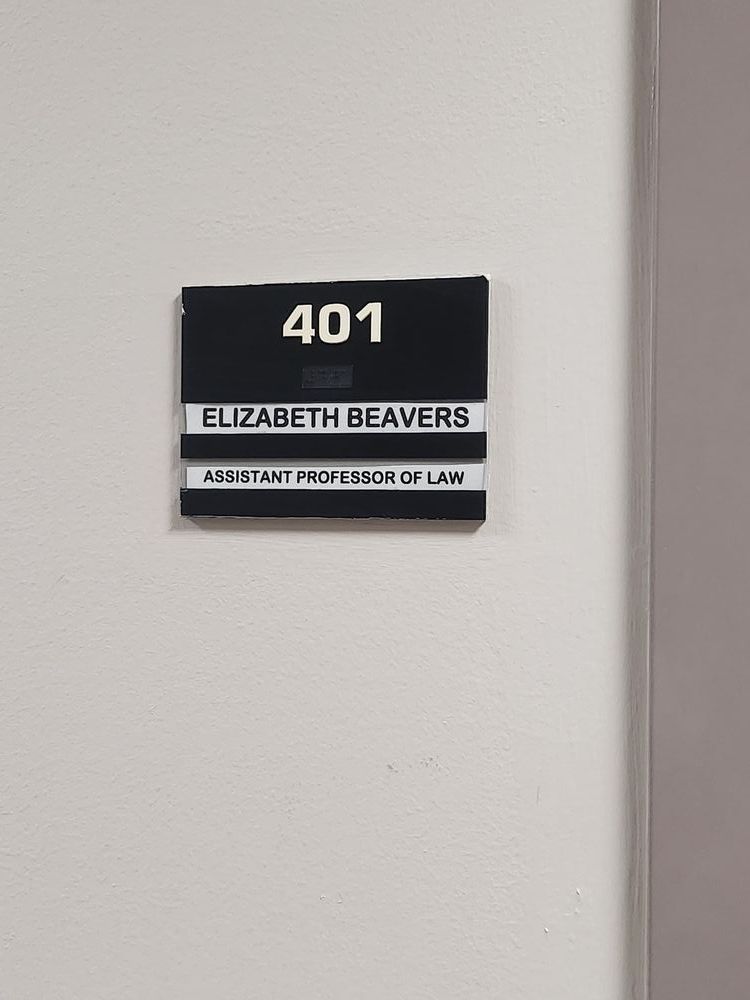 401
ELIZABETH BEAVERS
ASSISTANT PROFESSOR OF LAW